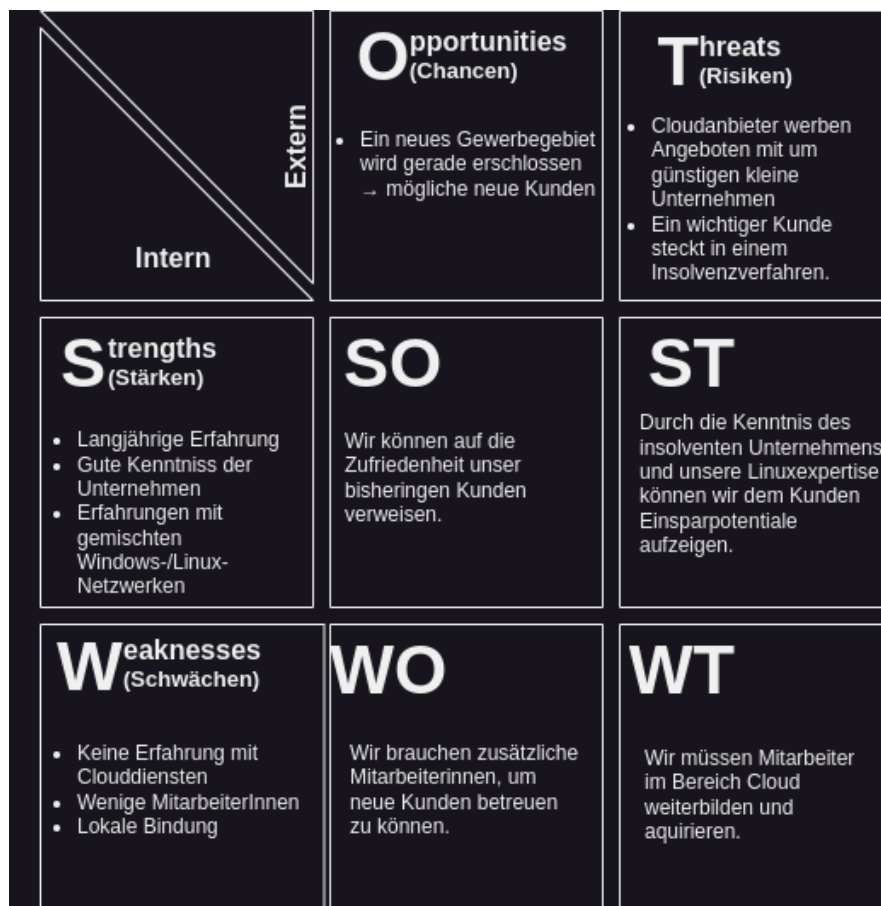 Extern
Intern
Opportunities
(Chancen)
• Ein neues Gewerbegebiet
wird gerade erschlossen
→ mögliche neue Kunden
Threats
(Risiken)
• Cloudanbieter werben
Angeboten mit um
günstigen kleine
Unternehmen
• Ein wichtiger Kunde
steckt in einem
Insolvenzverfahren.
Strengths
(Stärken)
• Langjährige Erfahrung
• Gute Kenntniss der
Unternehmen
• Erfahrungen mit
gemischten
Windows-/Linux-
Netzwerken
SO
Wir können auf die
Zufriedenheit unser
bisheringen Kunden
verweisen.
ST
Durch die Kenntnis des
insolventen Unternehmens
und unsere Linuxexpertise
können wir dem Kunden
Einsparpotentiale
aufzeigen.
Weaknesses
(Schwächen)
• Keine Erfahrung mit
Clouddiensten
• Wenige MitarbeiterInnen
• Lokale Bindung
WO
Wir brauchen zusätzliche
Mitarbeiterinnen, um
neue Kunden betreuen
zu können.
WT
Wir müssen Mitarbeiter
im Bereich Cloud
weiterbilden und
aquirieren.